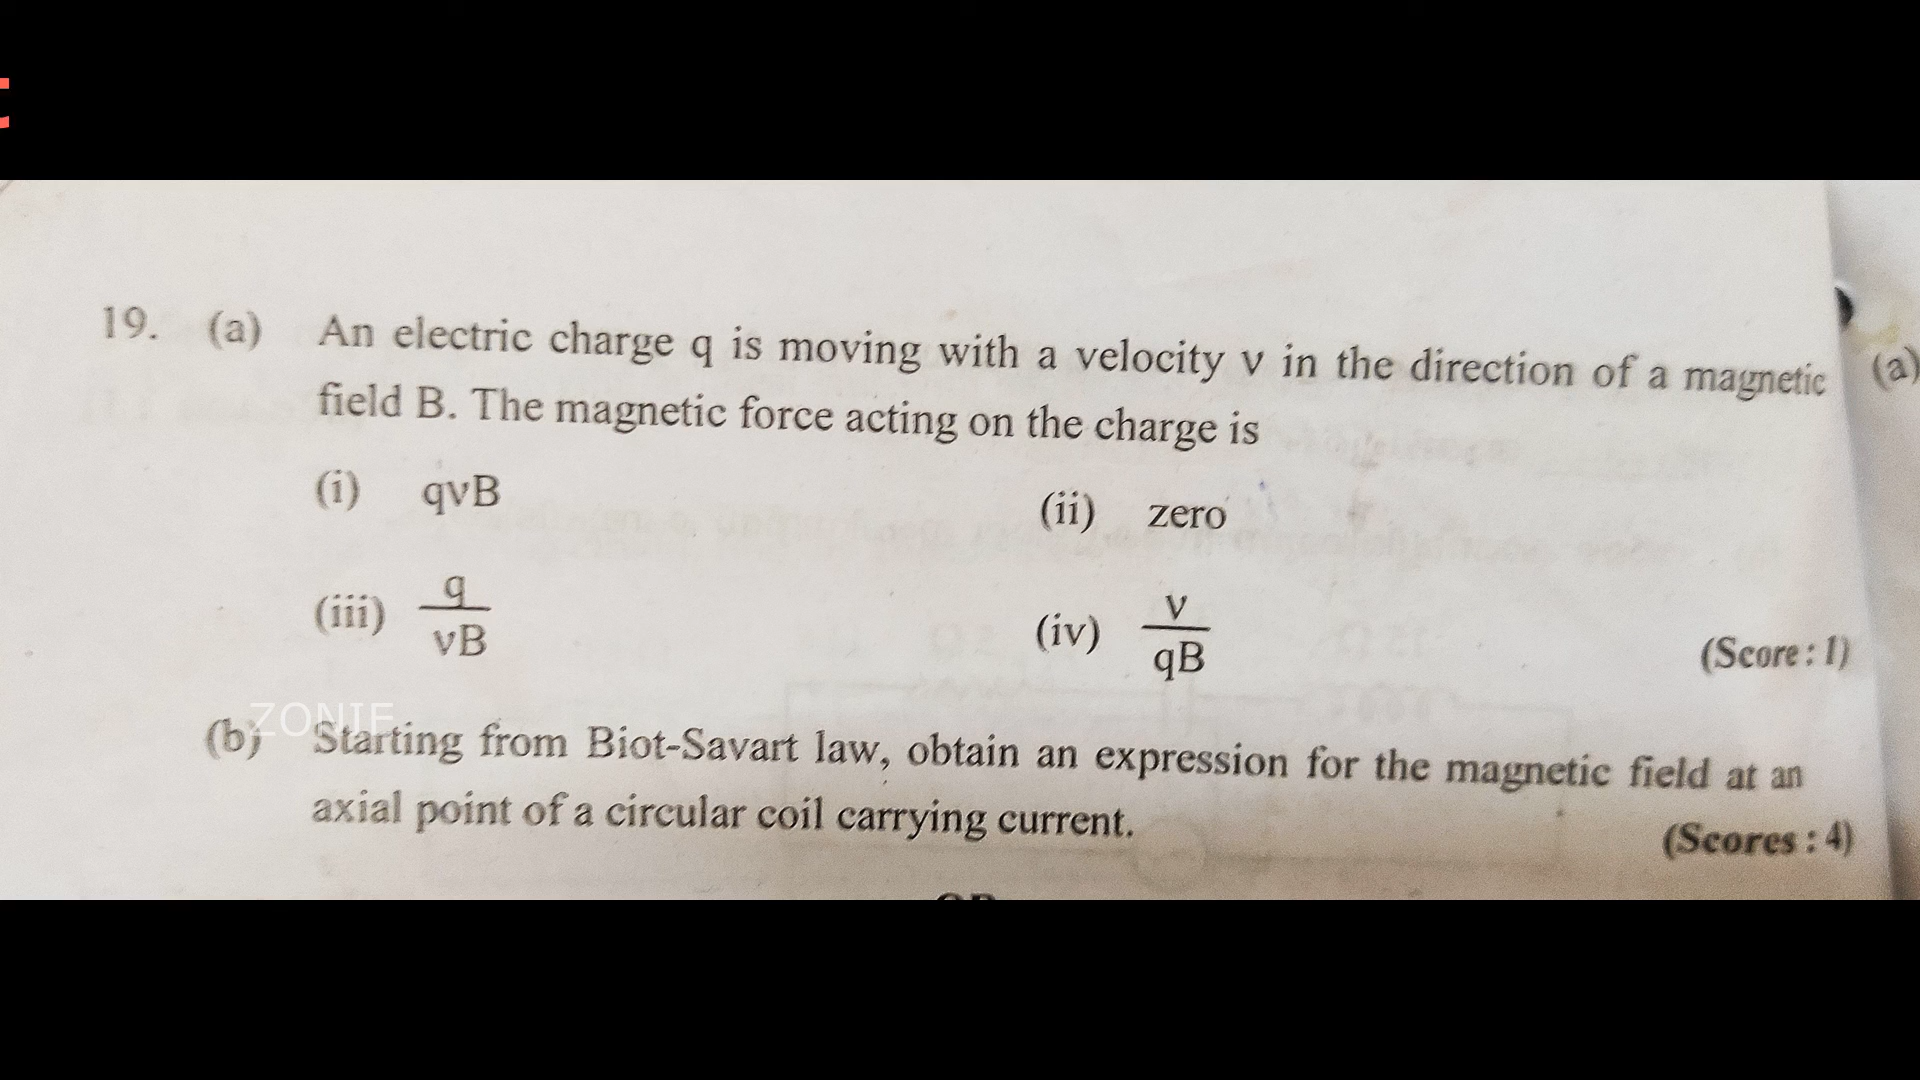 19. (a) An electric charge q is moving with a velocity v in the direction of a magnetic (a)
field B. The magnetic force acting on the charge is
(i) qvB (ii) zero
(iii) q/vB (iv) v/qB (Score : 1)
ZONIE
(b) Starting from Biot-Savart law, obtain an expression for the magnetic field at an
axial point of a circular coil carrying current.
(Scores : 4)